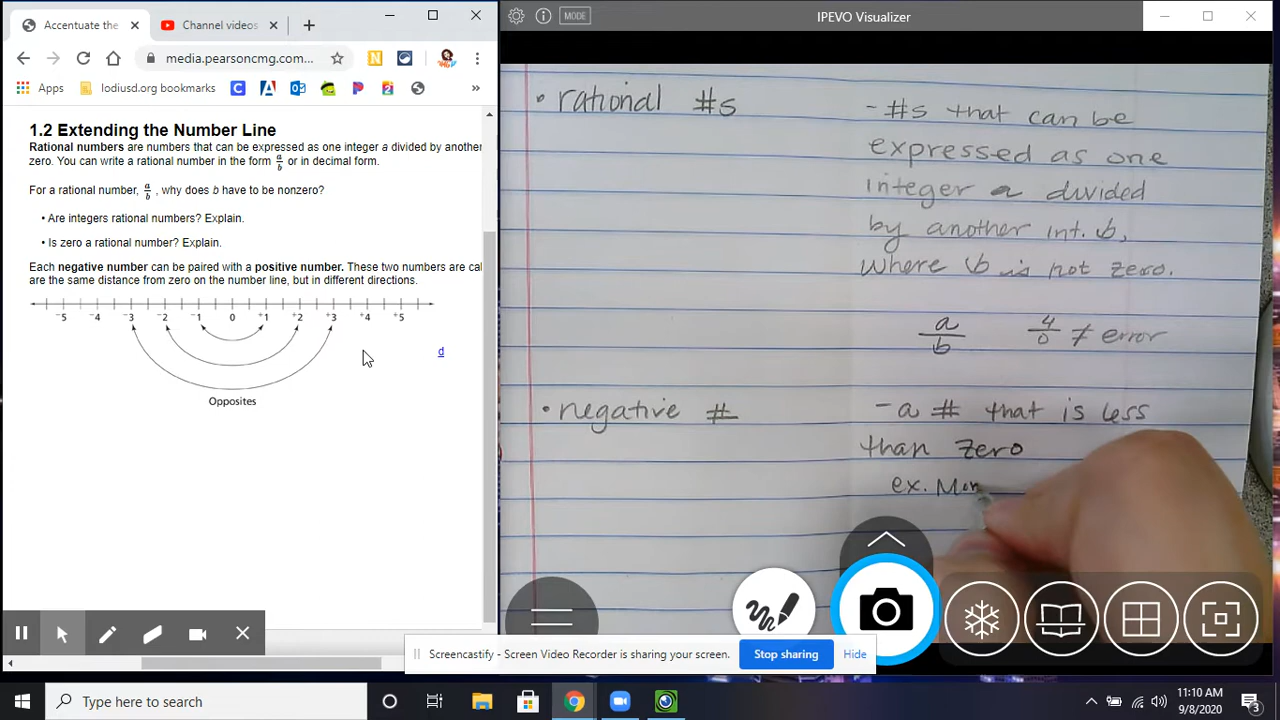 Accentuate the
Channel videos
IPEVO Visualizer
MODE
media.pearsoncmg.com...
Apps
lodiusd.org bookmarks
1.2 Extending the Number Line
Rational numbers are numbers that can be expressed as one integer a divided by another
zero. You can write a rational number in the form a/b or in decimal form.
For a rational number, a/b , why does b have to be nonzero?
• Are integers rational numbers? Explain.
• Is zero a rational number? Explain.
Each negative number can be paired with a positive number. These two numbers are cal
are the same distance from zero on the number line, but in different directions.
⁻5 ⁻4 ⁻3 ⁻2 ⁻1 0 ⁺1 ⁺2 ⁺3 ⁺4 ⁺5
d
Opposites
• rational #s
- #s that can be
expressed as one
integer a divided
by another int. b,
where b is not zero.
a/b 4/0 ≠ error
• negative #
- a # that is less
than zero
ex. Mon
Screencastify - Screen Video Recorder is sharing your screen.
Stop sharing
Hide
Type here to search
11:10 AM
9/8/2020
3